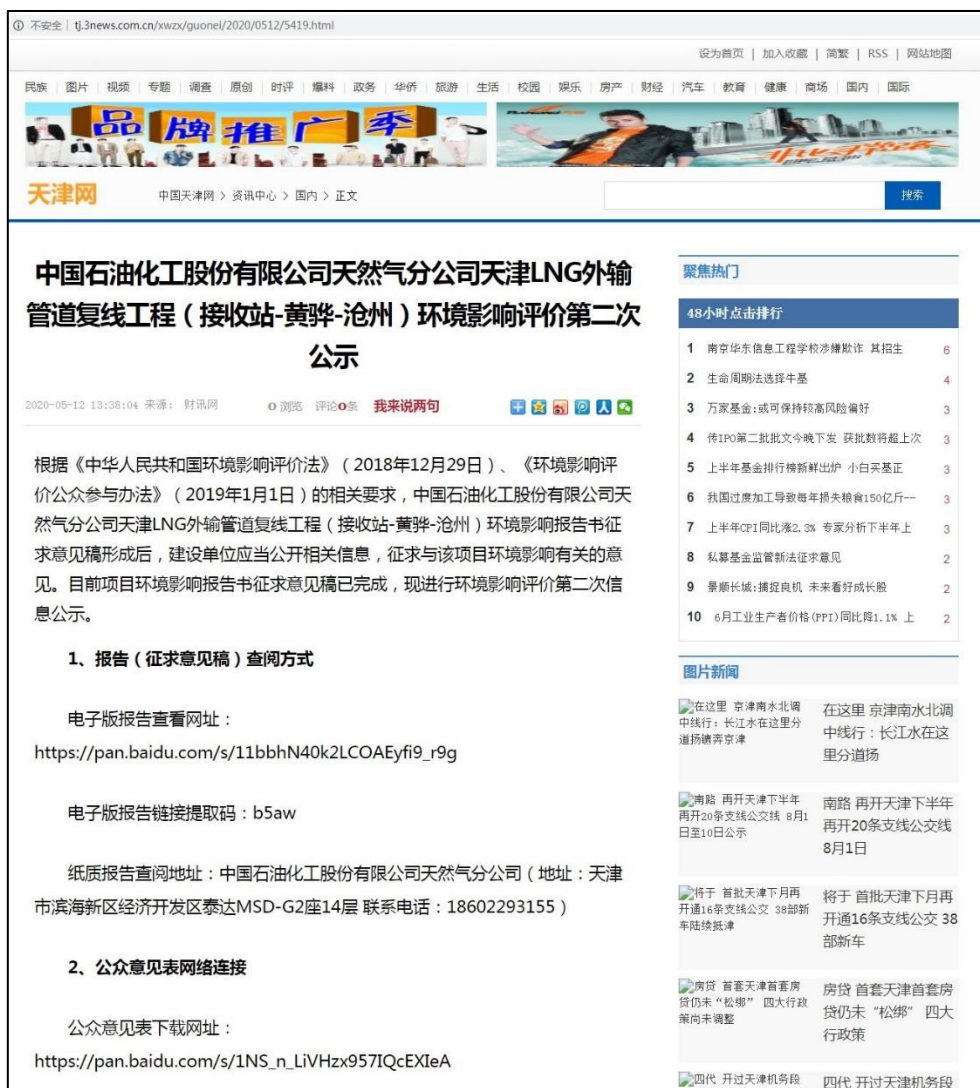 不安全 | tj.3news.com.cn/xwzx/guonei/2020/0512/5419.html
设为首页 | 加入收藏 | 简繁 | RSS | 网站地图
民族 | 图片 | 视频 | 专题 | 调查 | 原创 | 时评 | 爆料 | 政务 | 华侨 | 旅游 | 生活 | 校园 | 娱乐 | 房产 | 财经 | 汽车 | 教育 | 健康 | 商场 | 国内 | 国际
品牌推广季
天津网
中国天津网 > 资讯中心 > 国内 > 正文
搜索
中国石油化工股份有限公司天然气分公司天津LNG外输
管道复线工程（接收站-黄骅-沧州）环境影响评价第二次
公示
2020-05-12 13:38:04 来源： 财讯网 0 浏览 评论0条 我来说两句
根据《中华人民共和国环境影响评价法》（2018年12月29日）、《环境影响评
价公众参与办法》（2019年1月1日）的相关要求，中国石油化工股份有限公司天
然气分公司天津LNG外输管道复线工程（接收站-黄骅-沧州）环境影响报告书征
求意见稿形成后，建设单位应当公开相关信息，征求与该项目环境影响有关的意
见。目前项目环境影响报告书征求意见稿已完成，现进行环境影响评价第二次信
息公示。
1、报告（征求意见稿）查阅方式
电子版报告查看网址：
https://pan.baidu.com/s/11bbhN40k2LCOAEyfi9_r9g
电子版报告链接提取码：b5aw
纸质报告查阅地址：中国石油化工股份有限公司天然气分公司（地址：天津
市滨海新区经济开发区泰达MSD-G2座14层 联系电话：18602293155）
2、公众意见表网络连接
公众意见表下载网址：
https://pan.baidu.com/s/1NS_n_LiVHzx957IQcEXIeA
聚焦热门
48小时点击排行
1 南京华东信息工程学校涉嫌欺诈 其招生 6
2 生命周期法选择牛基 4
3 万家基金:或可保持较高风险偏好 3
4 传IPO第二批批文今晚下发 获批数将超上次 3
5 上半年基金排行榜新鲜出炉 小白买基正 3
6 我国过度加工导致每年损失粮食150亿斤-- 3
7 上半年CPI同比涨2.3% 专家分析下半年上 3
8 私募基金监管新法征求意见 2
9 景顺长城:捕捉良机 未来看好成长股 2
10 6月工业生产者价格(PPI)同比降1.1% 上 2
图片新闻
在这里 京津南水北调
中线行：长江水在这里分
道扬镳奔京津
在这里 京津南水北调
中线行：长江水在这
里分道扬
南路 再开天津下半年
再开20条支线公交线 8月1
日至10日公示
南路 再开天津下半年
再开20条支线公交线
8月1日
将于 首批天津下月再
开通16条支线公交 38部新
车陆续抵津
将于 首批天津下月再
开通16条支线公交 38
部新车
房贷 首套天津首套房
贷仍未“松绑” 四大行政
策尚未调整
房贷 首套天津首套房
贷仍未“松绑” 四大
行政策
四代 开过天津机务段
四代 开过天津机务段